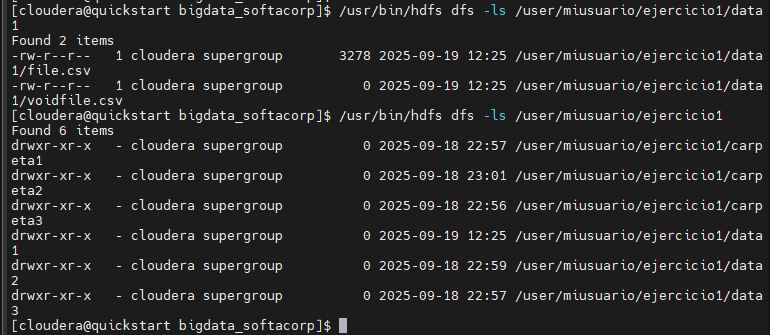 [cloudera@quickstart bigdata_softacorp]$ /usr/bin/hdfs dfs -ls /user/miusuario/ejercicio1/data
1
Found 2 items
-rw-r--r--   1 cloudera supergroup       3278 2025-09-19 12:25 /user/miusuario/ejercicio1/data
1/file.csv
-rw-r--r--   1 cloudera supergroup          0 2025-09-19 12:25 /user/miusuario/ejercicio1/data
1/voidfile.csv
[cloudera@quickstart bigdata_softacorp]$ /usr/bin/hdfs dfs -ls /user/miusuario/ejercicio1
Found 6 items
drwxr-xr-x   - cloudera supergroup          0 2025-09-18 22:57 /user/miusuario/ejercicio1/carp
eta1
drwxr-xr-x   - cloudera supergroup          0 2025-09-18 23:01 /user/miusuario/ejercicio1/carp
eta2
drwxr-xr-x   - cloudera supergroup          0 2025-09-18 22:56 /user/miusuario/ejercicio1/carp
eta3
drwxr-xr-x   - cloudera supergroup          0 2025-09-19 12:25 /user/miusuario/ejercicio1/data
1
drwxr-xr-x   - cloudera supergroup          0 2025-09-18 22:59 /user/miusuario/ejercicio1/data
2
drwxr-xr-x   - cloudera supergroup          0 2025-09-18 22:57 /user/miusuario/ejercicio1/data
3
[cloudera@quickstart bigdata_softacorp]$